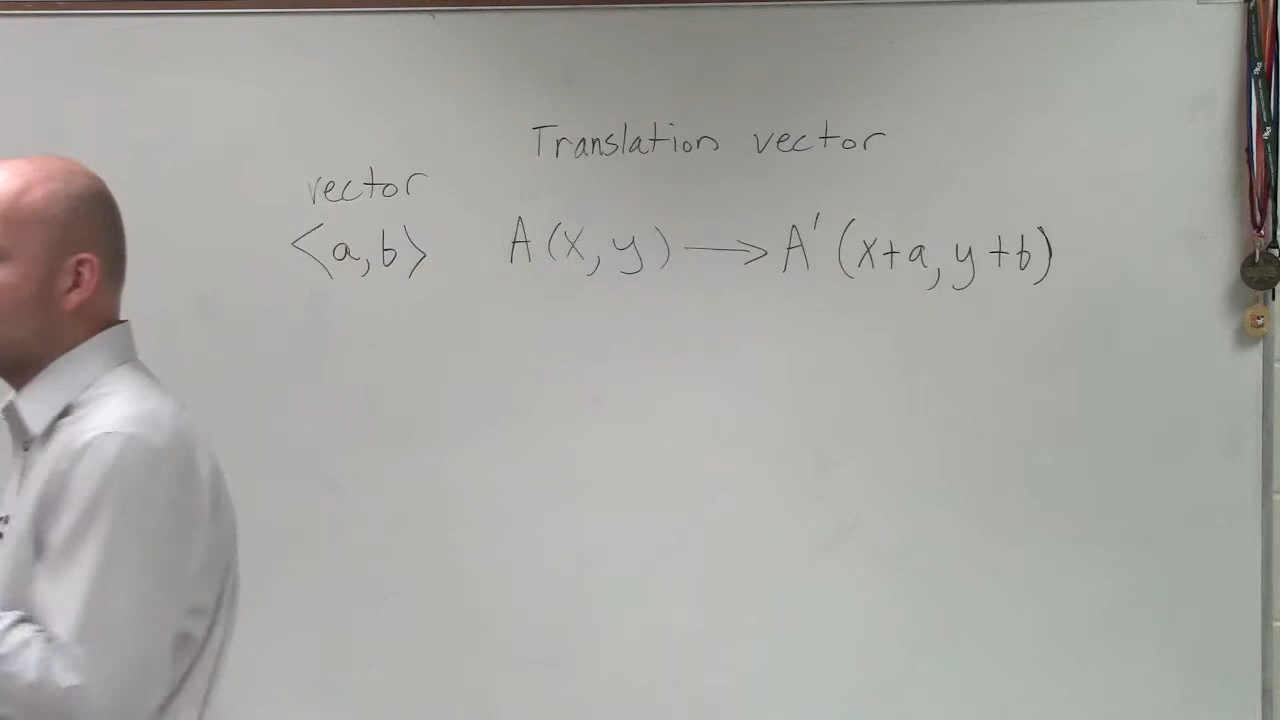 Translation vector
vector
<a,b> A(x,y) → A'(x+a, y+b)